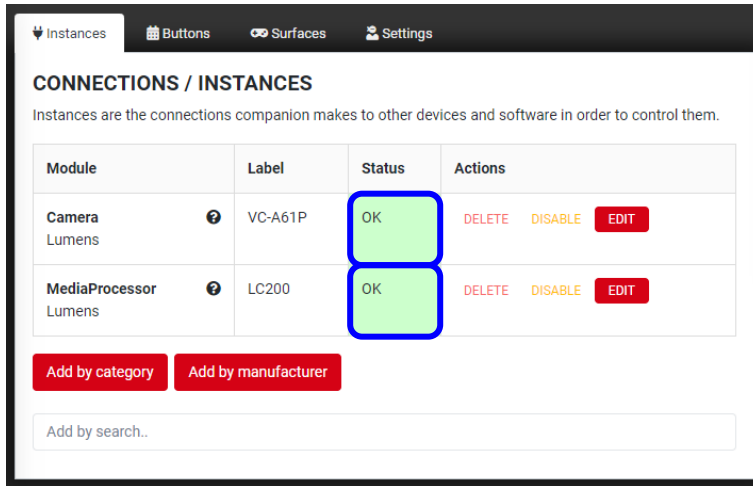 Instances Buttons Surfaces Settings
CONNECTIONS / INSTANCES
Instances are the connections companion makes to other devices and software in order to control them.
Module Label Status Actions
Camera VC-A61P OK DELETE DISABLE EDIT
Lumens
MediaProcessor LC200 OK DELETE DISABLE EDIT
Lumens
Add by category Add by manufacturer
Add by search..